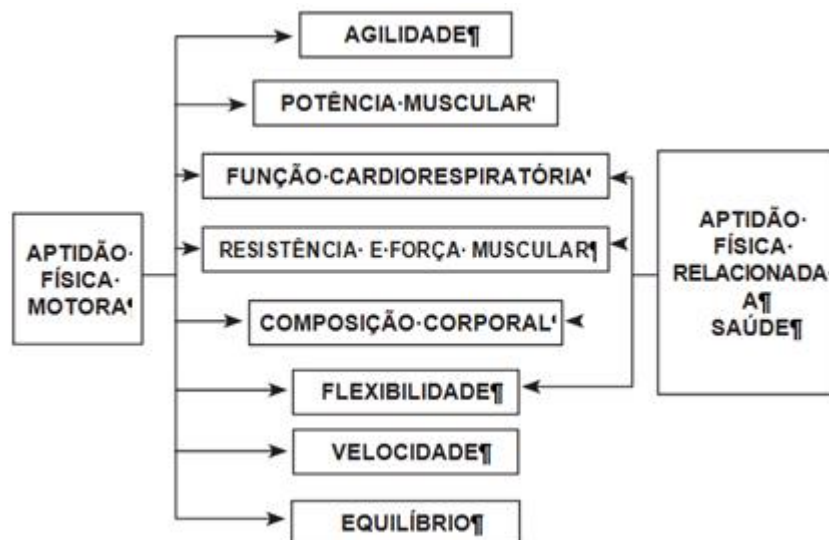 AGILIDADE¶
POTÊNCIA·MUSCULAR¶
FUNÇÃO·CARDIORESPIRATÓRIA¶
RESISTÊNCIA· E·FORÇA· MUSCULAR¶
COMPOSIÇÃO·CORPORAL¶
FLEXIBILIDADE¶
VELOCIDADE¶
EQUILÍBRIO¶
APTIDÃO·
FÍSICA·
MOTORA¶
APTIDÃO·
FÍSICA·
RELACIONADA·
A¶
SAÚDE¶